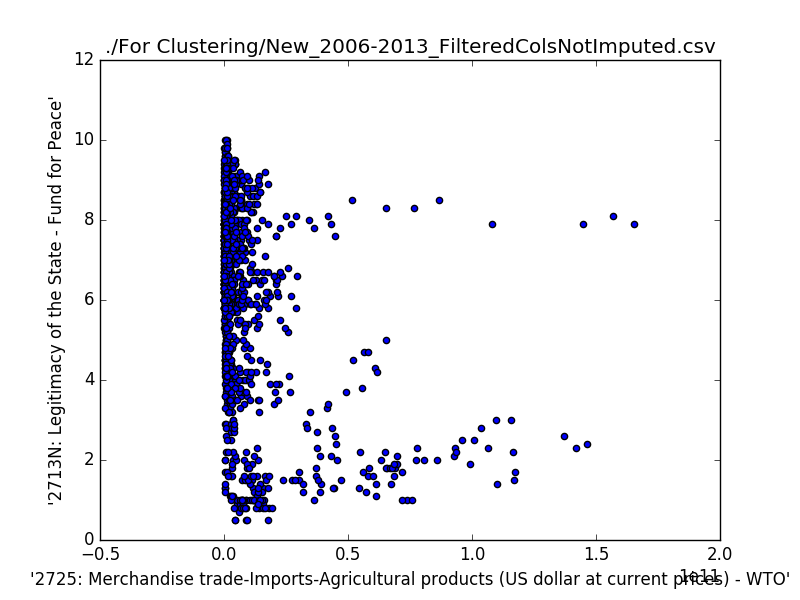 ./For Clustering/New_2006-2013_FilteredColsNotImputed.csv
12
10
8
6
4
2
0
'2713N: Legitimacy of the State - Fund for Peace'
−0.5 0.0 0.5 1.0 1.5 2.0
1e11
'2725: Merchandise trade-Imports-Agricultural products (US dollar at current prices) - WTO'